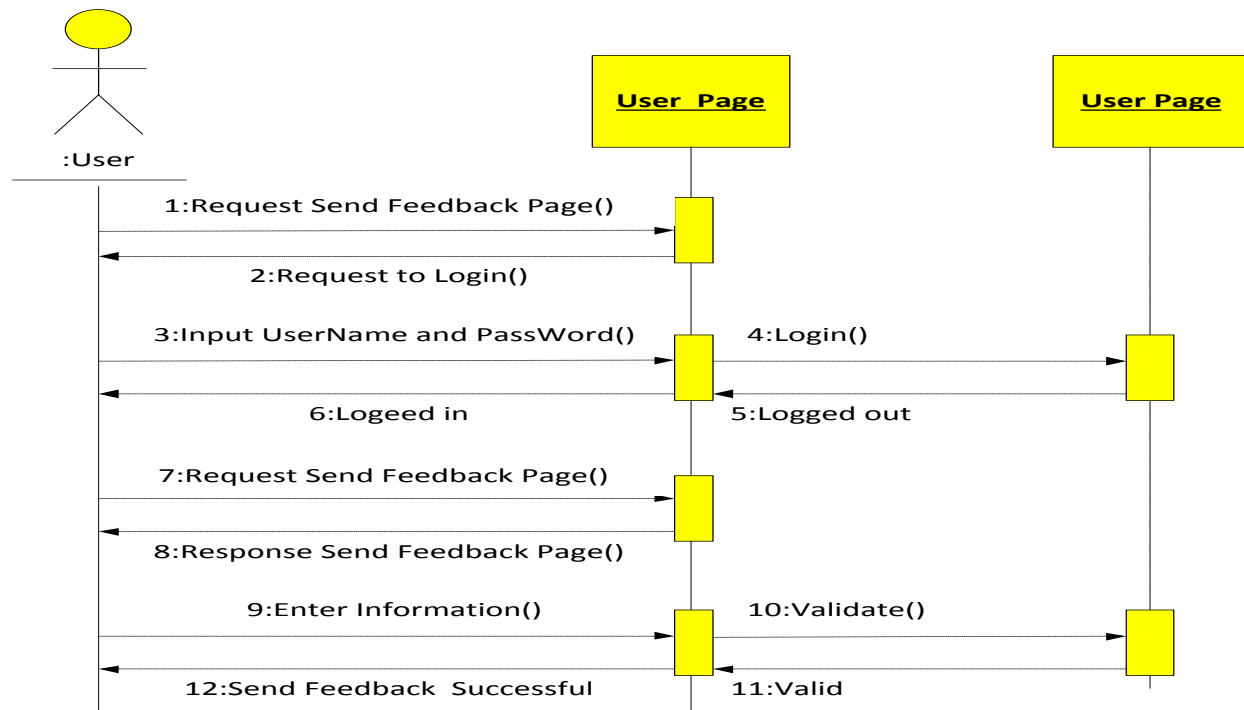 :User
User Page
User Page
1:Request Send Feedback Page()
2:Request to Login()
3:Input UserName and PassWord()
4:Login()
6:Logeed in
5:Logged out
7:Request Send Feedback Page()
8:Response Send Feedback Page()
9:Enter Information()
10:Validate()
12:Send Feedback Successful
11:Valid